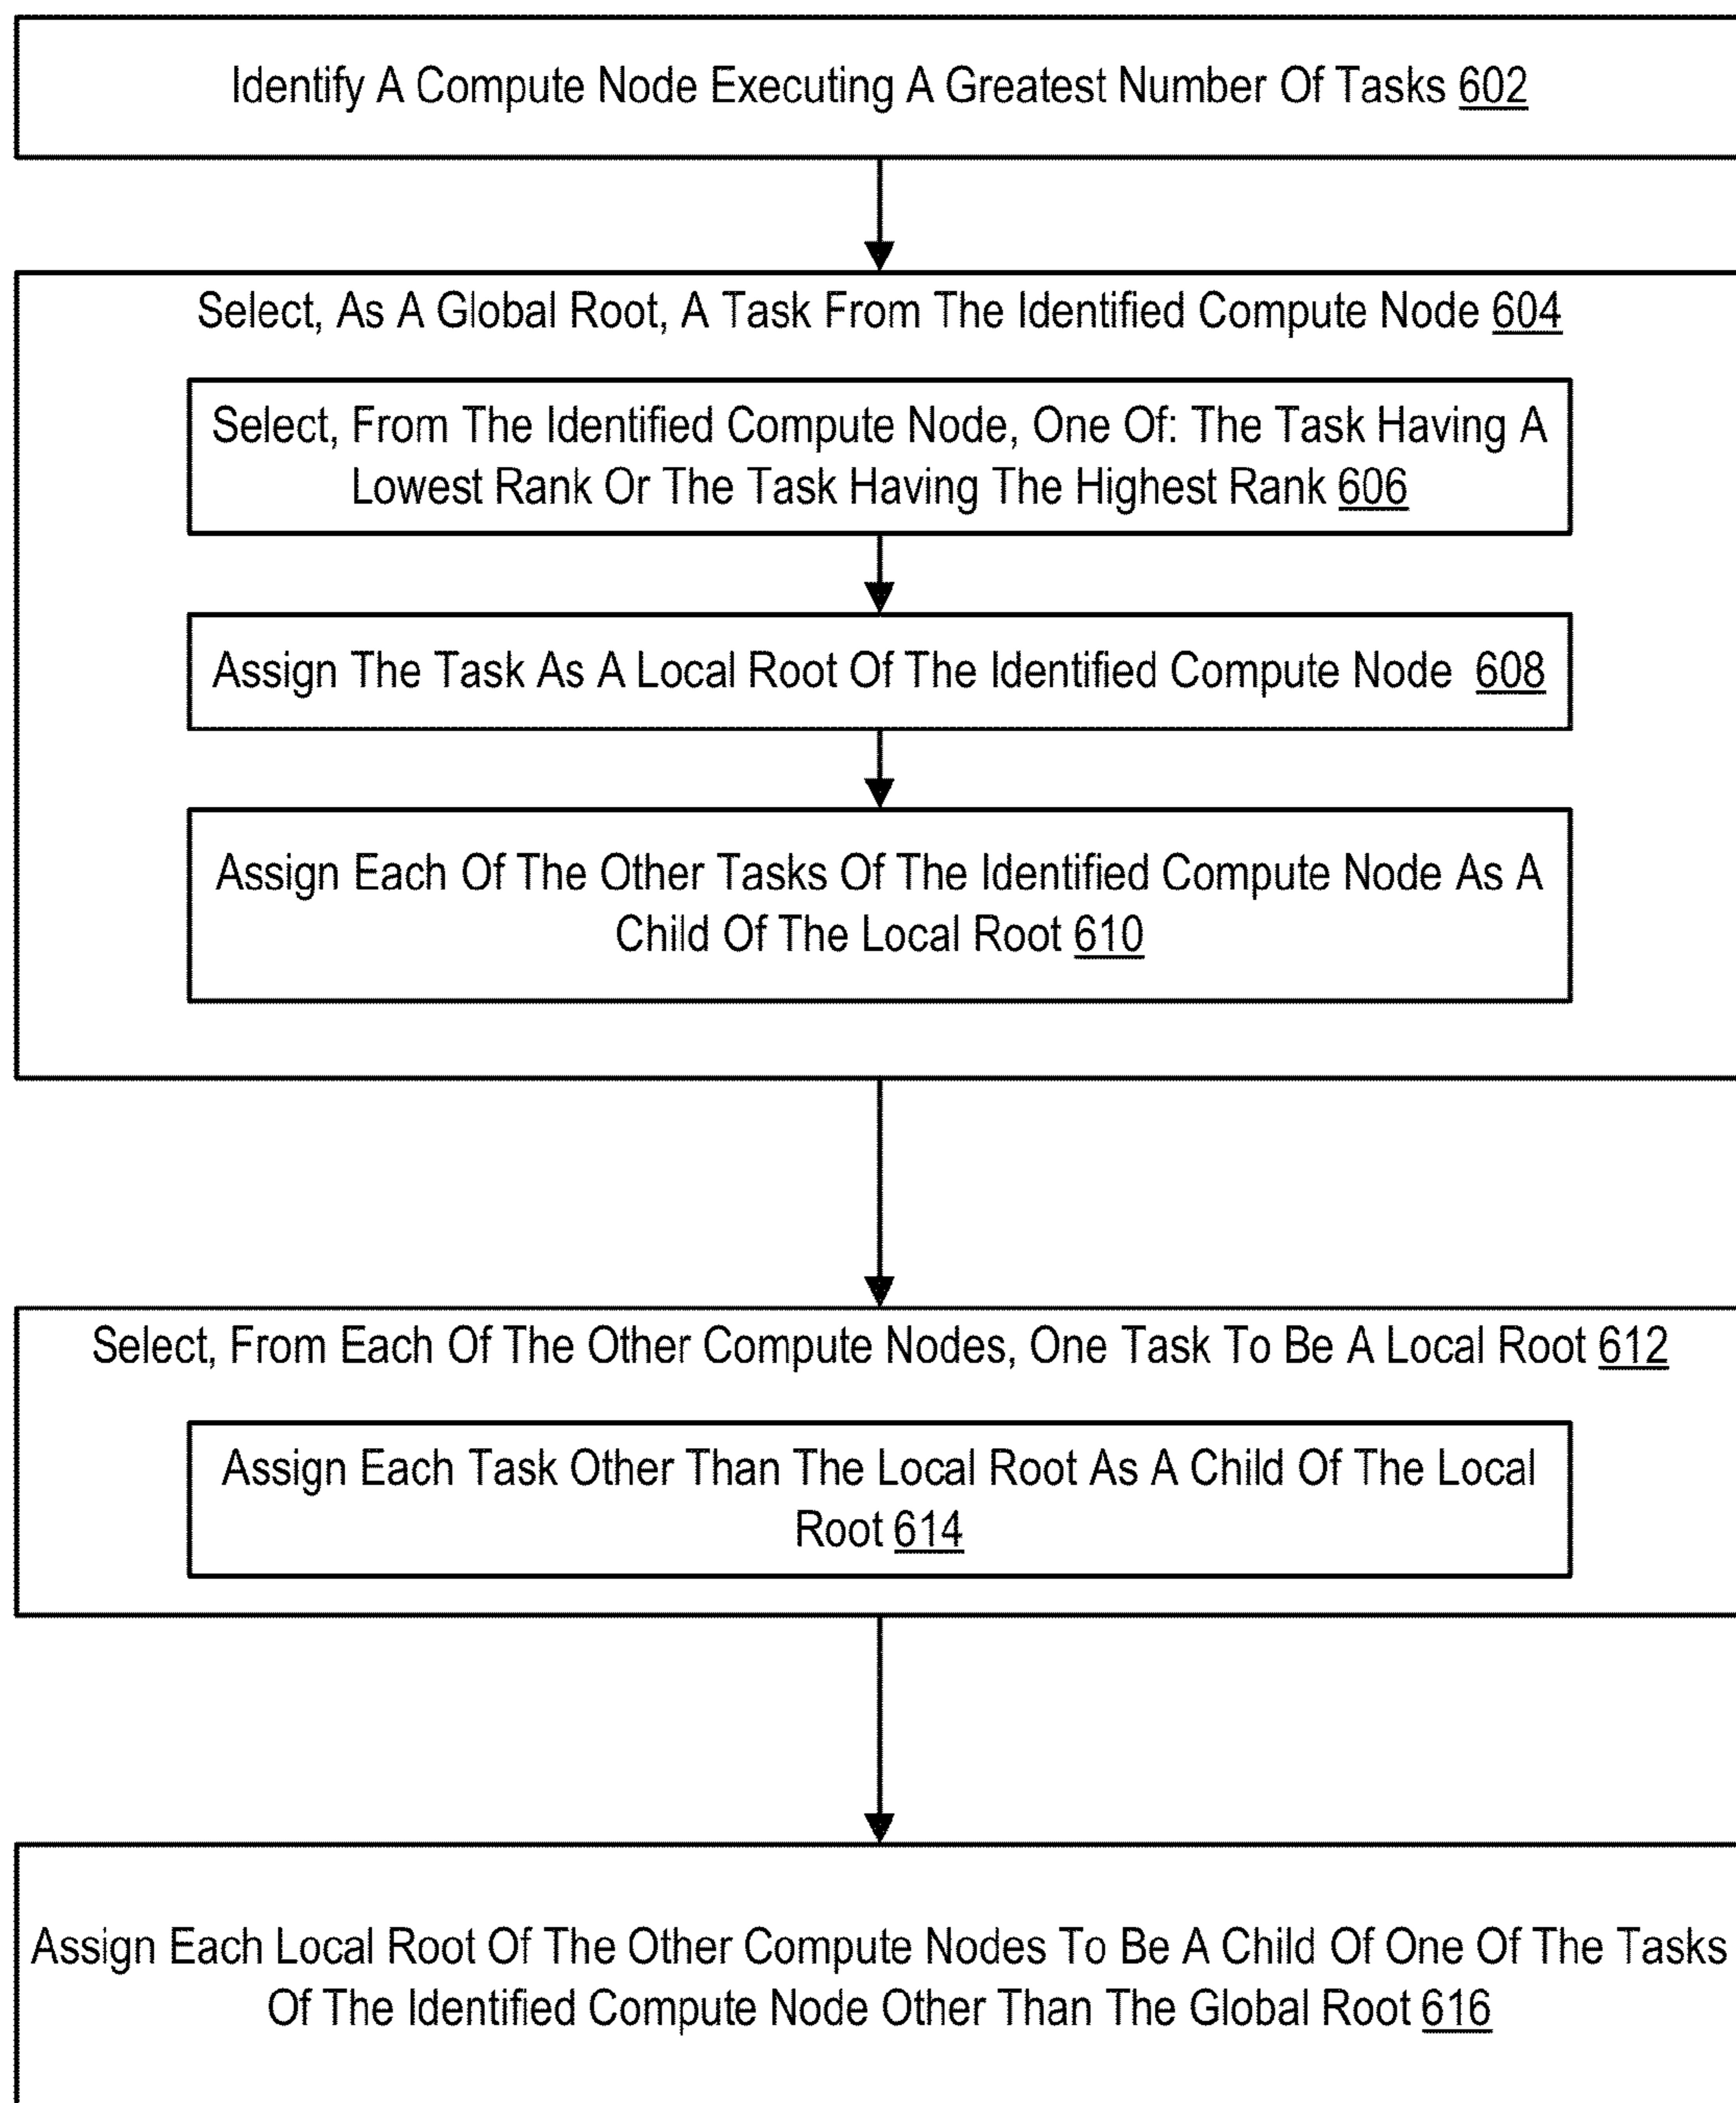 Identify A Compute Node Executing A Greatest Number Of Tasks 602
Select, As A Global Root, A Task From The Identified Compute Node 604
Select, From The Identified Compute Node, One Of: The Task Having A
Lowest Rank Or The Task Having The Highest Rank 606
Assign The Task As A Local Root Of The Identified Compute Node 608
Assign Each Of The Other Tasks Of The Identified Compute Node As A
Child Of The Local Root 610
Select, From Each Of The Other Compute Nodes, One Task To Be A Local Root 612
Assign Each Task Other Than The Local Root As A Child Of The Local
Root 614
Assign Each Local Root Of The Other Compute Nodes To Be A Child Of One Of The Tasks
Of The Identified Compute Node Other Than The Global Root 616